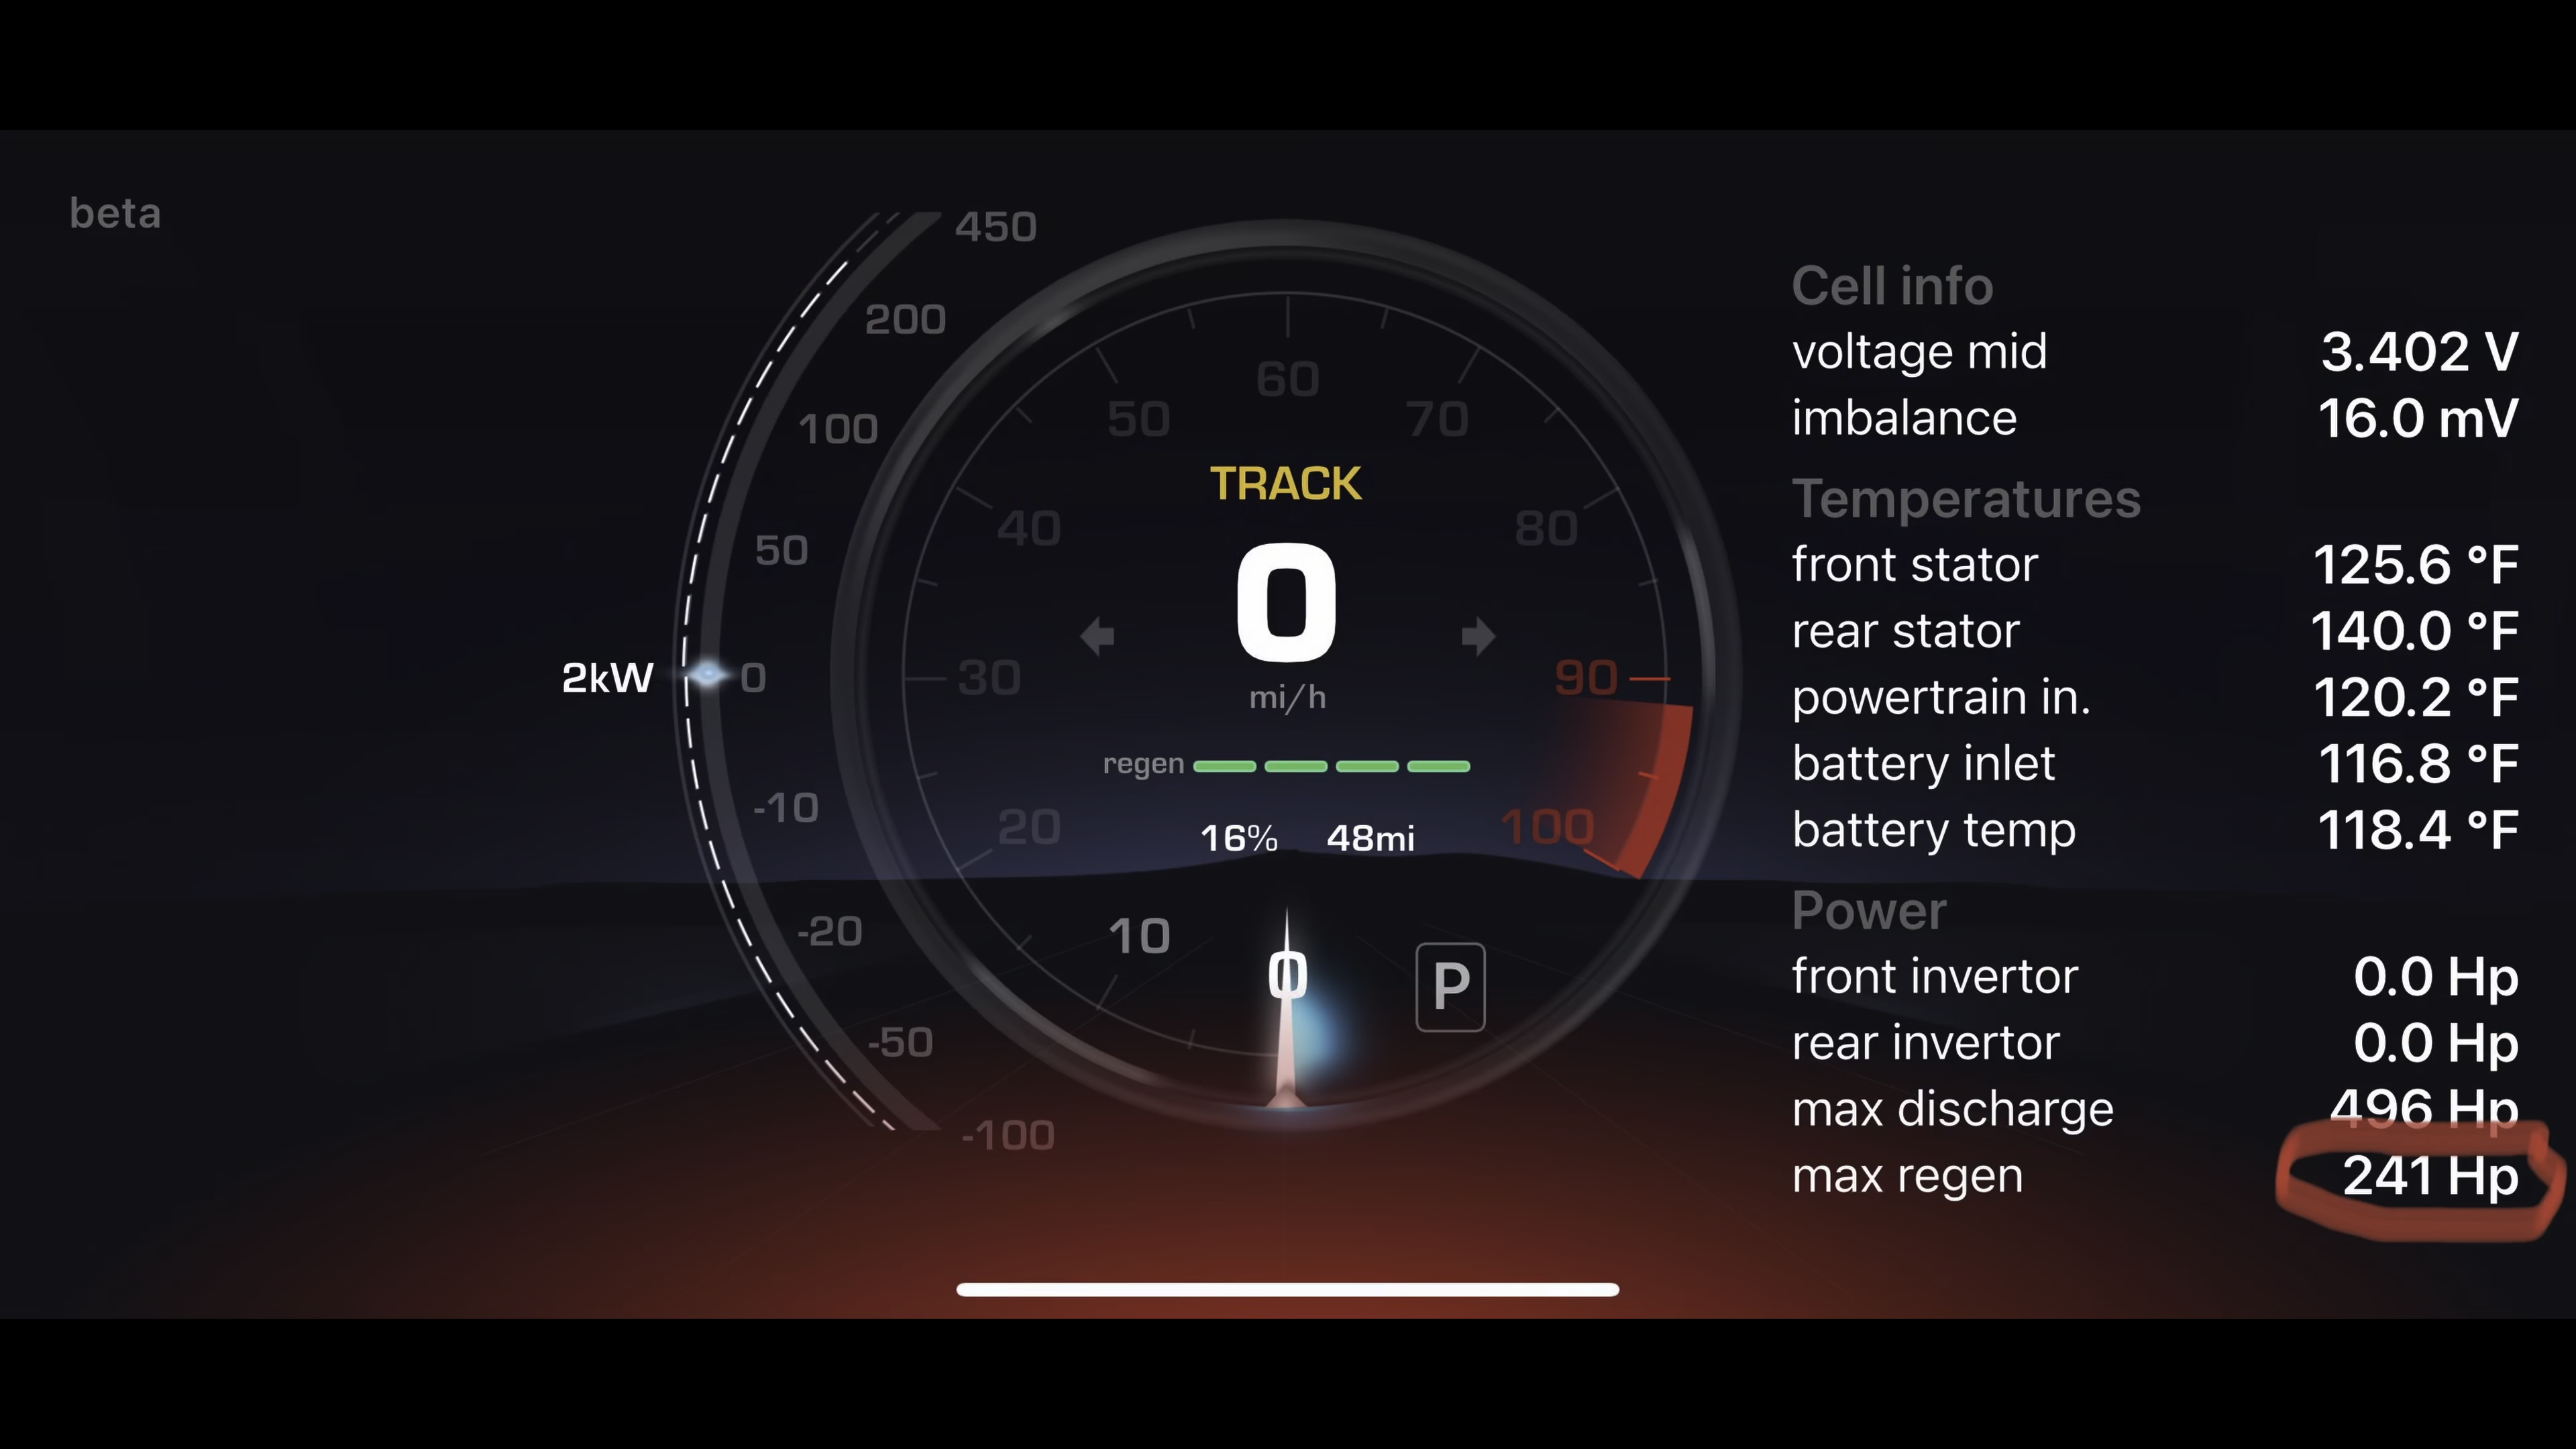 beta
450
200
100
50
2kW 0
-10
-20
-50
-100
60
50 70
40 80
30 90
20 100
10
0
TRACK
0
mi/h
regen
16% 48mi
P
Cell info
voltage mid 3.402 V
imbalance 16.0 mV
Temperatures
front stator 125.6 °F
rear stator 140.0 °F
powertrain in. 120.2 °F
battery inlet 116.8 °F
battery temp 118.4 °F
Power
front invertor 0.0 Hp
rear invertor 0.0 Hp
max discharge 496 Hp
max regen 241 Hp